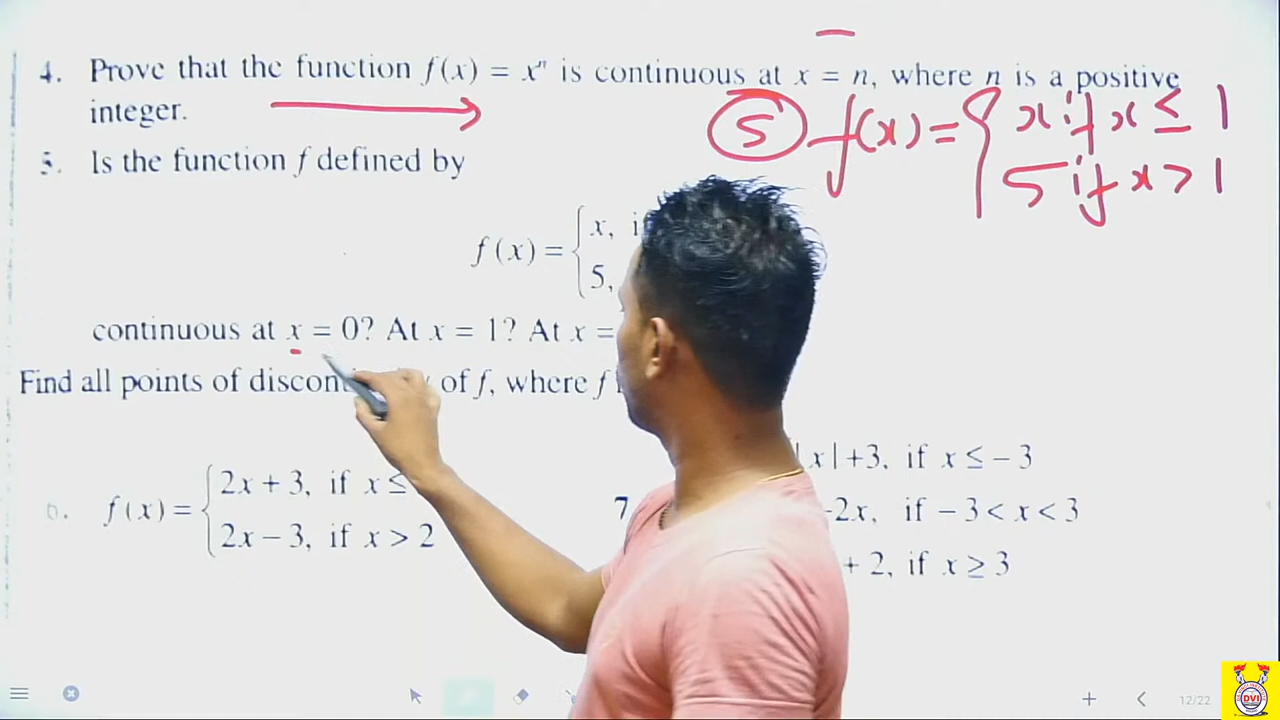 4. Prove that the function f(x) = xⁿ is continuous at x = n, where n is a positive
integer.
5 f(x) = { x if x ≤ 1
5 if x > 1
5. Is the function f defined by
f(x) = { x, i
5,
continuous at x = 0? At x = 1? At x =
Find all points of of f, where f
6. f(x) = { 2x + 3, if x ≤
2x − 3, if x > 2
7
|x|+3, if x ≤ − 3
-2x, if − 3 < x < 3
+ 2, if x ≥ 3
12/22
DVI